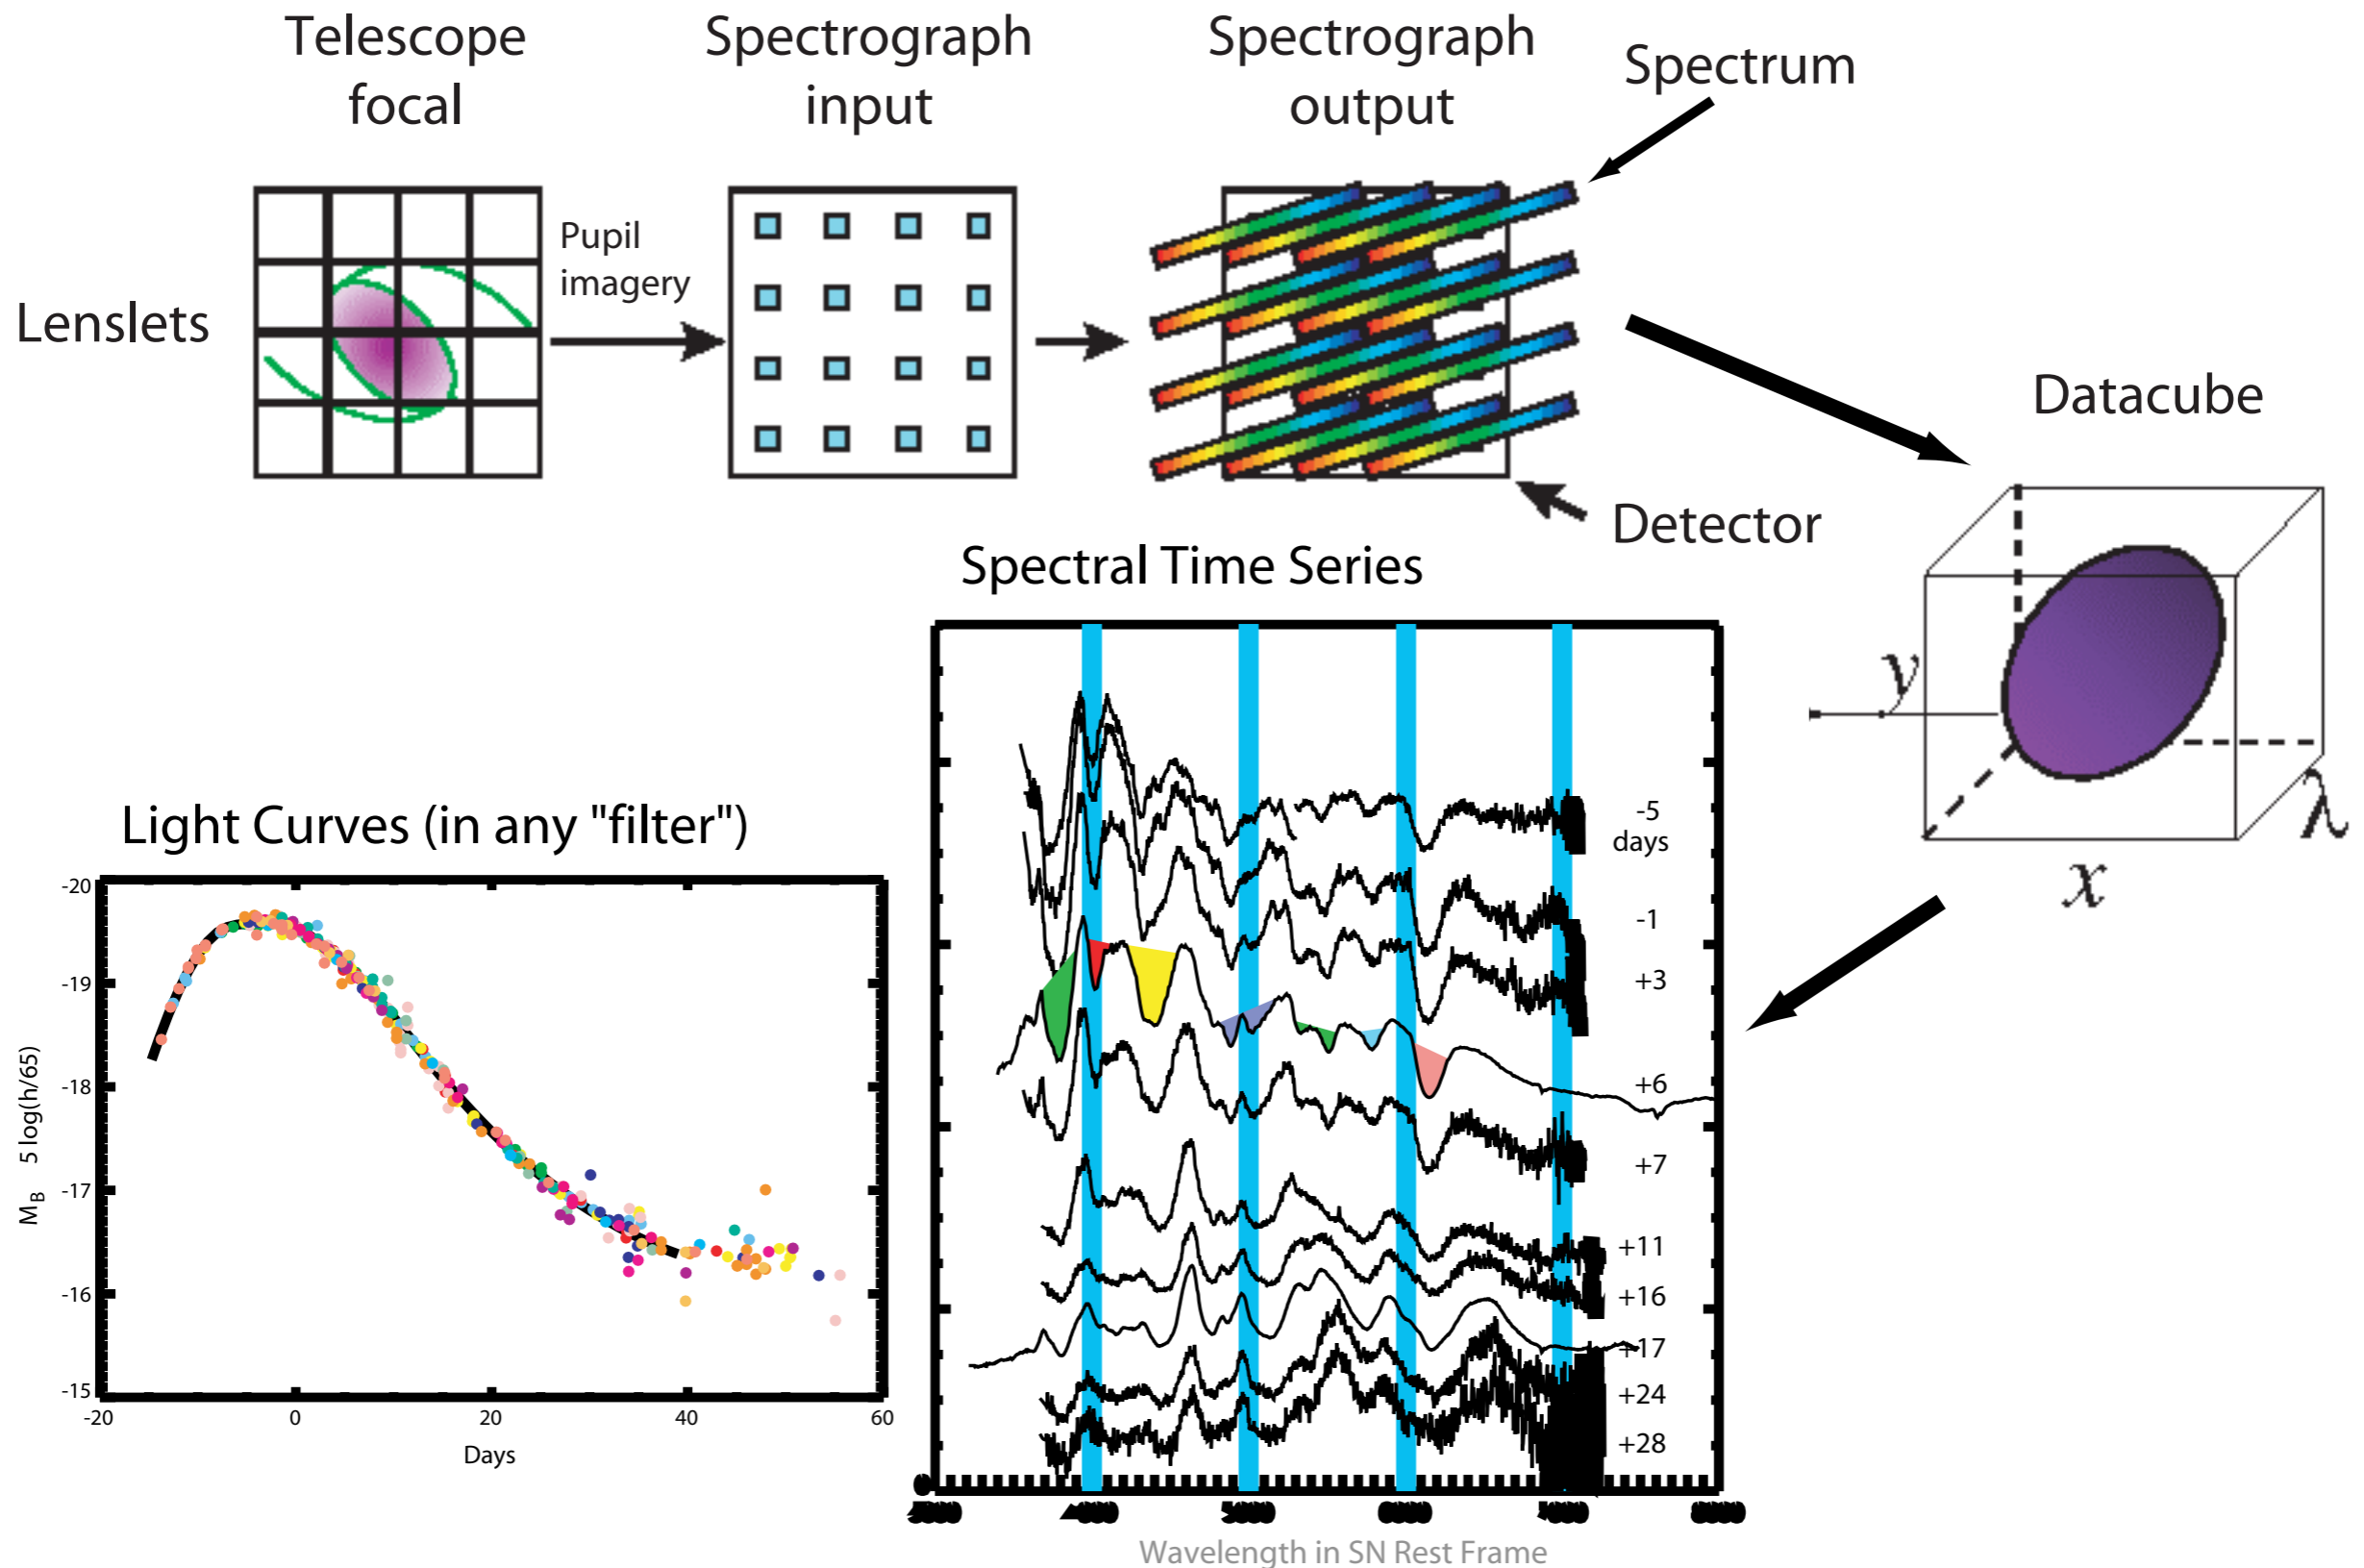 Telescope
focal
Spectrograph
input
Spectrograph
output
Spectrum
Pupil
imagery
Lenslets
Datacube
Detector
y
λ
x
Spectral Time Series
-5
days
-1
+3
+6
+7
+11
+16
+17
+24
+28
0
Wavelength in SN Rest Frame
Light Curves (in any "filter")
-20
-19
-18
-17
-16
-15
M_B 5 log(h/65)
-20 0 20 40 60
Days